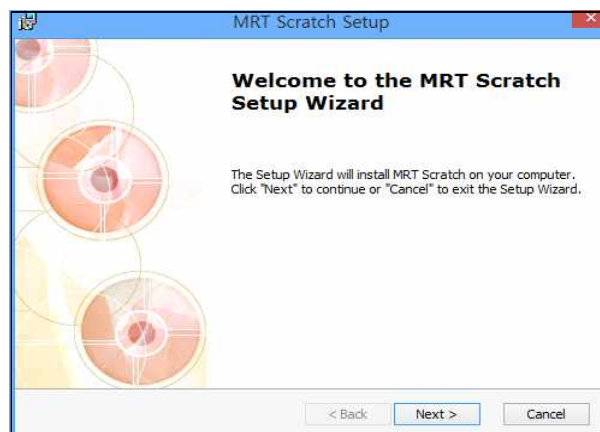 MRT Scratch Setup
Welcome to the MRT Scratch
Setup Wizard
The Setup Wizard will install MRT Scratch on your computer.
Click "Next" to continue or "Cancel" to exit the Setup Wizard.
< Back
Next >
Cancel